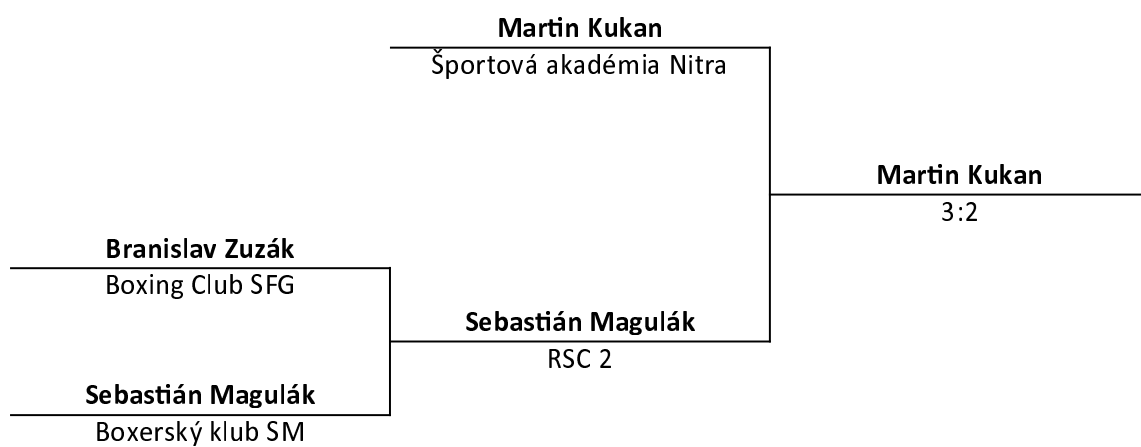 Martin Kukan
Športová akadémia Nitra
Martin Kukan
3:2
Branislav Zuzák
Boxing Club SFG
Sebastián Magulák
RSC 2
Sebastián Magulák
Boxerský klub SM